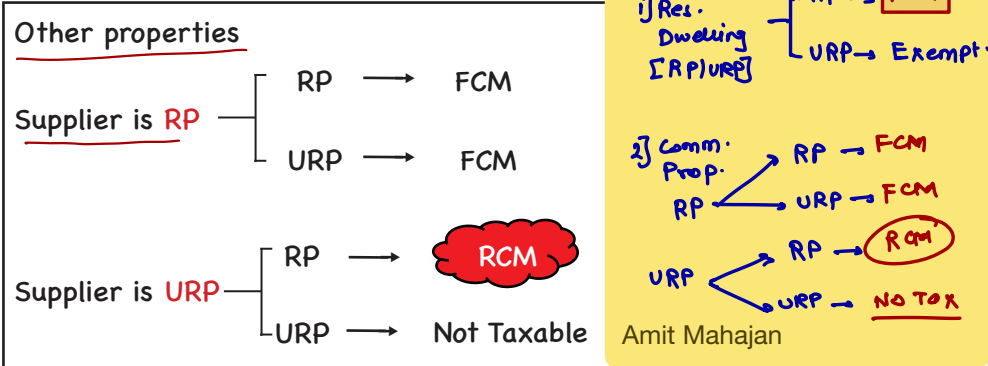 Other properties
Supplier is RP
RP → FCM
URP → FCM
Supplier is URP
RP → RCM
URP → Not Taxable
1] Res.
Dwelling
[RP/URP]
URP → Exempt
2] Comm.
Prop.
RP
RP → FCM
URP → FCM
URP
RP → RCM
URP → NO TAX
Amit Mahajan